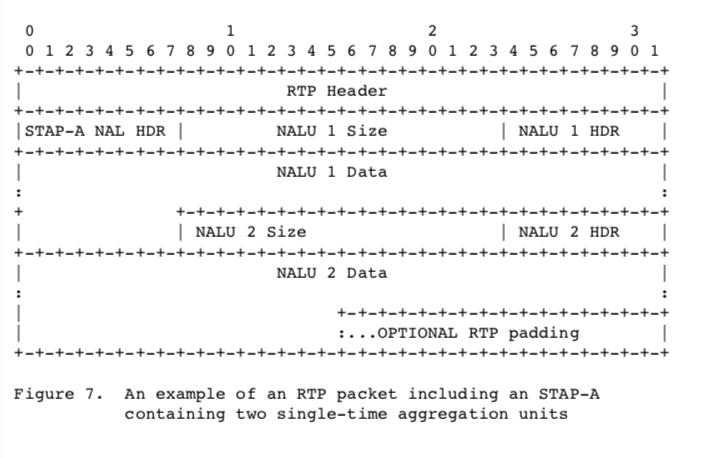 0                   1                   2                   3
 0 1 2 3 4 5 6 7 8 9 0 1 2 3 4 5 6 7 8 9 0 1 2 3 4 5 6 7 8 9 0 1
+-+-+-+-+-+-+-+-+-+-+-+-+-+-+-+-+-+-+-+-+-+-+-+-+-+-+-+-+-+-+-+-+
|                          RTP Header                           |
+-+-+-+-+-+-+-+-+-+-+-+-+-+-+-+-+-+-+-+-+-+-+-+-+-+-+-+-+-+-+-+-+
|STAP-A NAL HDR |         NALU 1 Size           | NALU 1 HDR    |
+-+-+-+-+-+-+-+-+-+-+-+-+-+-+-+-+-+-+-+-+-+-+-+-+-+-+-+-+-+-+-+-+
|                         NALU 1 Data                           |
:                                                               :
+               +-+-+-+-+-+-+-+-+-+-+-+-+-+-+-+-+-+-+-+-+-+-+-+-+
|               | NALU 2 Size                   | NALU 2 HDR    |
+-+-+-+-+-+-+-+-+-+-+-+-+-+-+-+-+-+-+-+-+-+-+-+-+-+-+-+-+-+-+-+-+
|                         NALU 2 Data                           |
:                                                               :
|                               +-+-+-+-+-+-+-+-+-+-+-+-+-+-+-+-+
|                               :...OPTIONAL RTP padding        |
+-+-+-+-+-+-+-+-+-+-+-+-+-+-+-+-+-+-+-+-+-+-+-+-+-+-+-+-+-+-+-+-+
Figure 7.  An example of an RTP packet including an STAP-A
           containing two single-time aggregation units